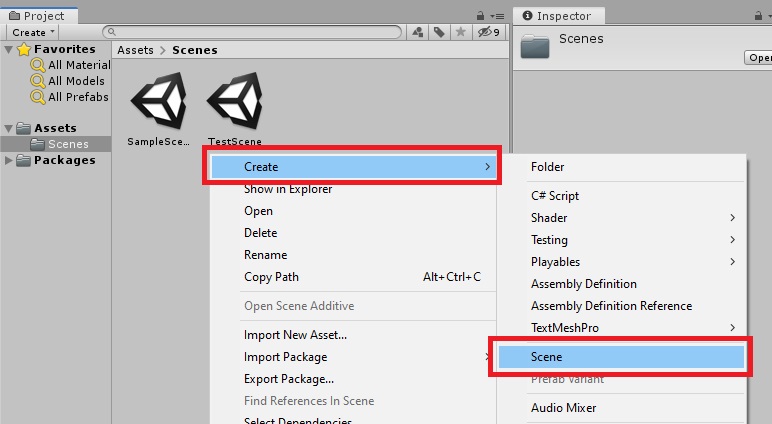 Project
Inspector
Create
9
Favorites
All Material
All Models
All Prefabs
Assets
Scenes
Packages
Assets > Scenes
SampleSce...
TestScene
Scenes
Open
Create
Show in Explorer
Open
Delete
Rename
Copy Path Alt+Ctrl+C
Open Scene Additive
Import New Asset...
Import Package
Export Package...
Find References In Scene
Select Dependencies
Folder
C# Script
Shader
Testing
Playables
Assembly Definition
Assembly Definition Reference
TextMeshPro
Scene
Prefab Variant
Audio Mixer